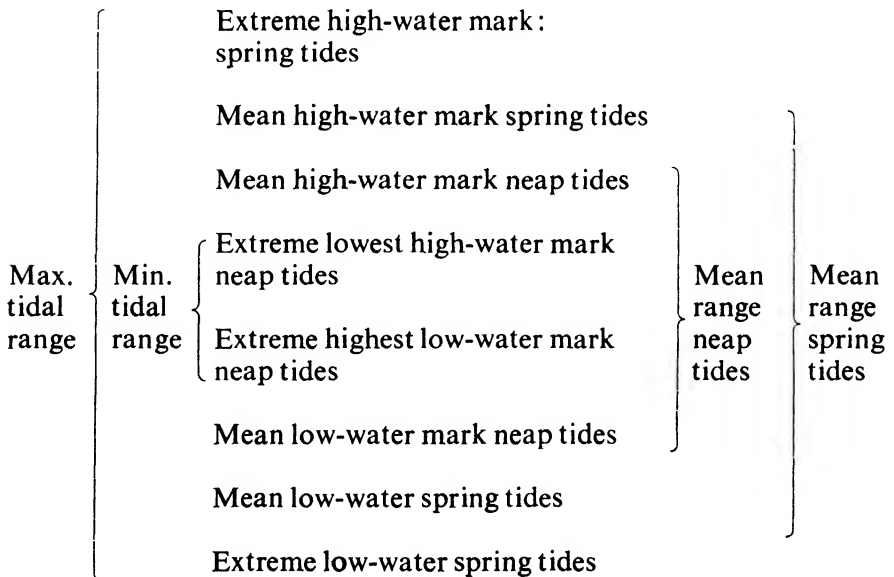 Extreme high-water mark:
spring tides
Mean high-water mark spring tides
Mean high-water mark neap tides
Extreme lowest high-water mark
neap tides
Max.
tidal
range
Min.
tidal
range
Extreme highest low-water mark
neap tides
Mean
range
neap
tides
Mean
range
spring
tides
Mean low-water mark neap tides
Mean low-water spring tides
Extreme low-water spring tides